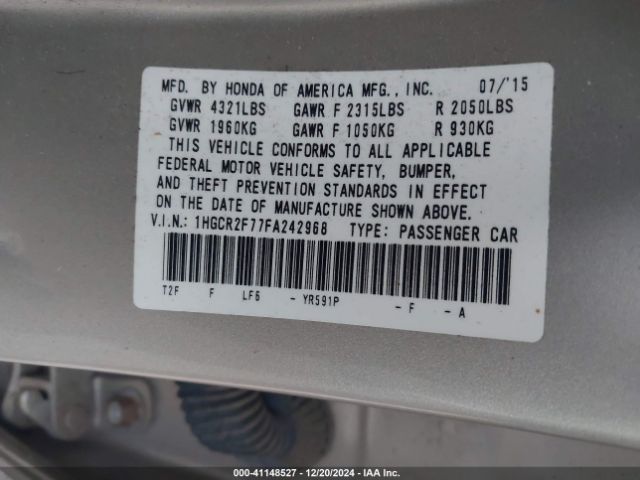 MFD. BY HONDA OF AMERICA MFG., INC. 07/'15
GVWR 4321LBS GAWR F 2315LBS R 2050LBS
GVWR 1960KG GAWR F 1050KG R 930KG
THIS VEHICLE CONFORMS TO ALL APPLICABLE
FEDERAL MOTOR VEHICLE SAFETY, BUMPER,
AND THEFT PREVENTION STANDARDS IN EFFECT
ON THE DATE OF MANUFACTURE SHOWN ABOVE.
V.I.N.: 1HGCR2F77FA242968 TYPE: PASSENGER CAR
T2F F LF6 - YR591P - F - A
000-41148527 - 12/20/2024 - IAA Inc.